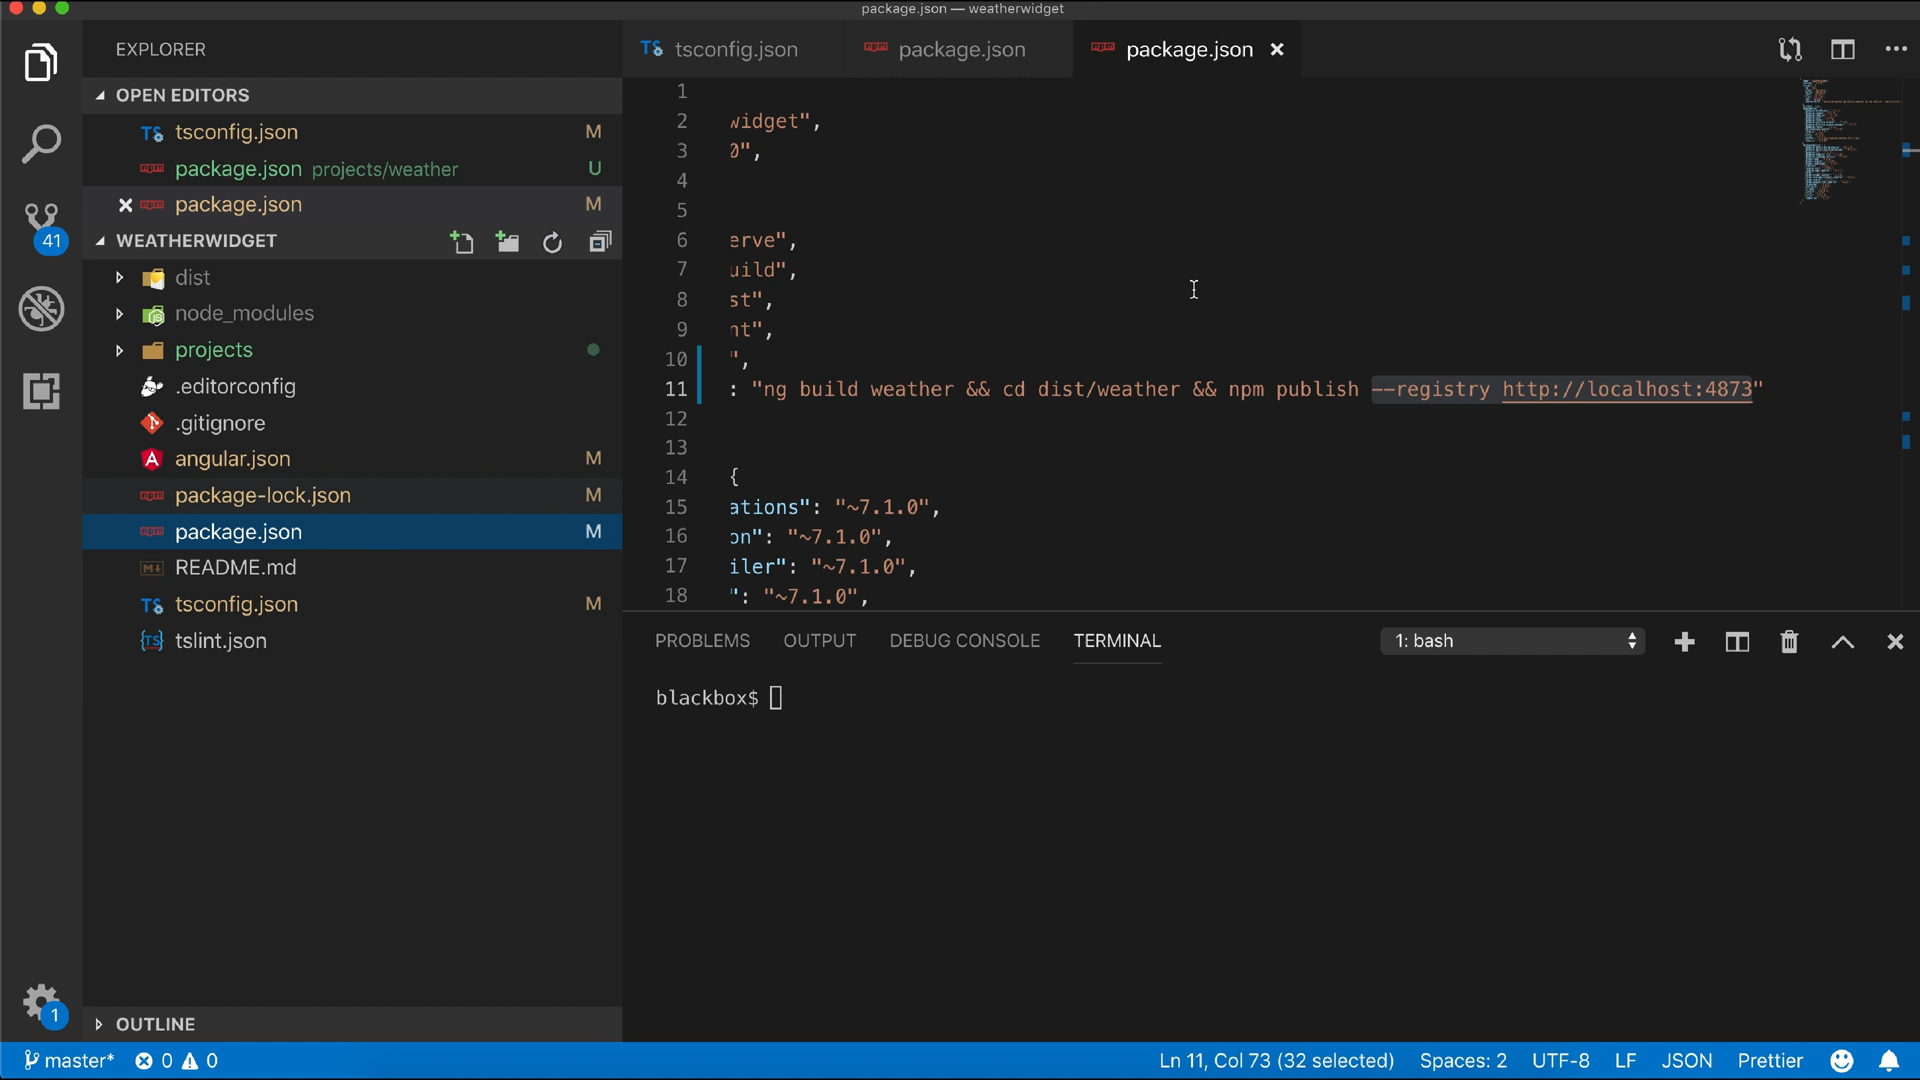 package.json — weatherwidget
EXPLORER
tsconfig.json
package.json
package.json
OPEN EDITORS
tsconfig.json M
package.json projects/weather U
package.json M
WEATHERWIDGET
dist
node_modules
projects
.editorconfig
.gitignore
angular.json M
package-lock.json M
package.json M
README.md
tsconfig.json M
tslint.json
OUTLINE
41
1
1
2 widget",
3 0",
4
5
6 erve",
7 uild",
8 st",
9 nt",
10 ",
11 : "ng build weather && cd dist/weather && npm publish --registry http://localhost:4873"
12
13
14 {
15 ations": "~7.1.0",
16 on": "~7.1.0",
17 iler": "~7.1.0",
18 ": "~7.1.0",
PROBLEMS OUTPUT DEBUG CONSOLE TERMINAL 1: bash
blackbox$
master* 0 0 Ln 11, Col 73 (32 selected) Spaces: 2 UTF-8 LF JSON Prettier